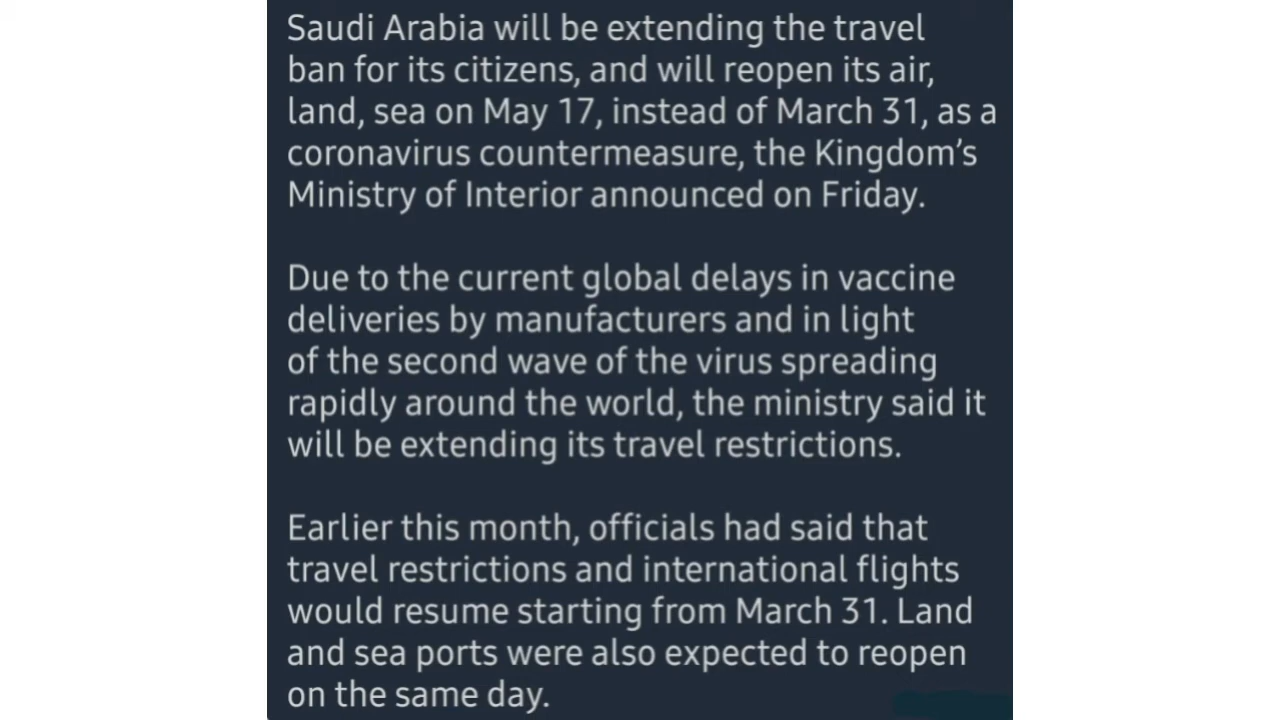 Saudi Arabia will be extending the travel
ban for its citizens, and will reopen its air,
land, sea on May 17, instead of March 31, as a
coronavirus countermeasure, the Kingdom’s
Ministry of Interior announced on Friday.
Due to the current global delays in vaccine
deliveries by manufacturers and in light
of the second wave of the virus spreading
rapidly around the world, the ministry said it
will be extending its travel restrictions.
Earlier this month, officials had said that
travel restrictions and international flights
would resume starting from March 31. Land
and sea ports were also expected to reopen
on the same day.